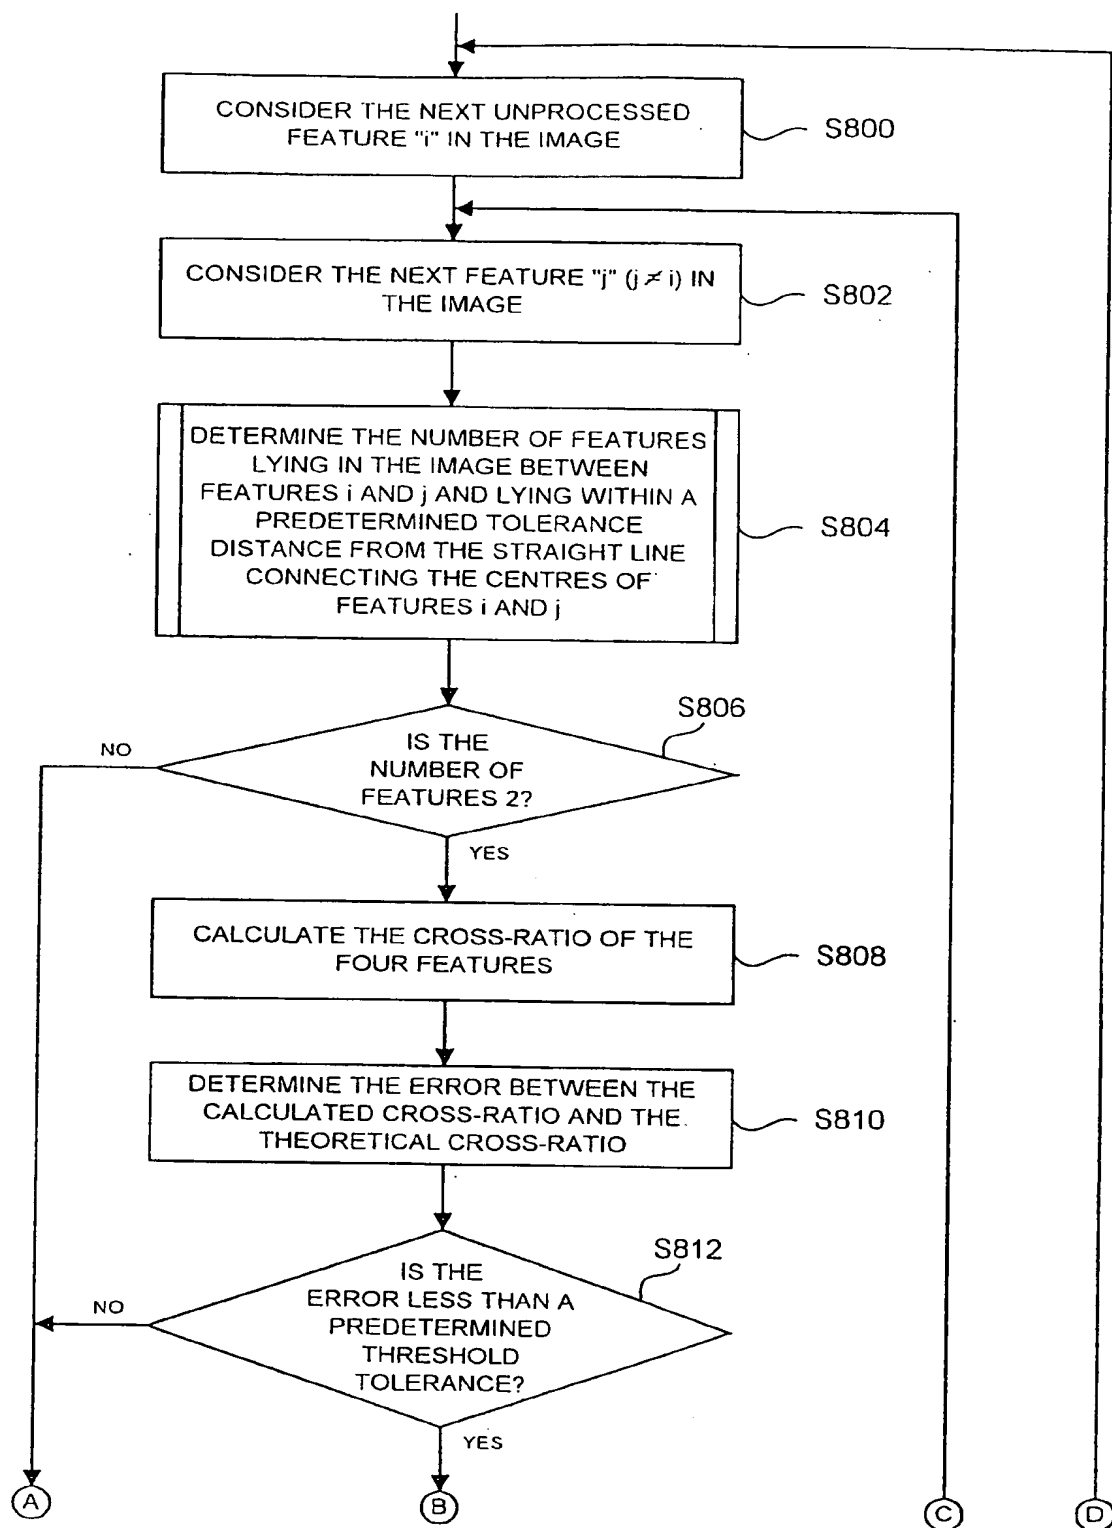 CONSIDER THE NEXT UNPROCESSED
FEATURE "i" IN THE IMAGE
S800
CONSIDER THE NEXT FEATURE "j" (j ≠ i) IN
THE IMAGE
S802
DETERMINE THE NUMBER OF FEATURES
LYING IN THE IMAGE BETWEEN
FEATURES i AND j AND LYING WITHIN A
PREDETERMINED TOLERANCE
DISTANCE FROM THE STRAIGHT LINE
CONNECTING THE CENTRES OF
FEATURES i AND j
S804
S806
NO
IS THE
NUMBER OF
FEATURES 2?
YES
CALCULATE THE CROSS-RATIO OF THE
FOUR FEATURES
S808
DETERMINE THE ERROR BETWEEN THE
CALCULATED CROSS-RATIO AND THE
THEORETICAL CROSS-RATIO
S810
S812
NO
IS THE
ERROR LESS THAN A
PREDETERMINED
THRESHOLD
TOLERANCE?
YES
A
B
C
D